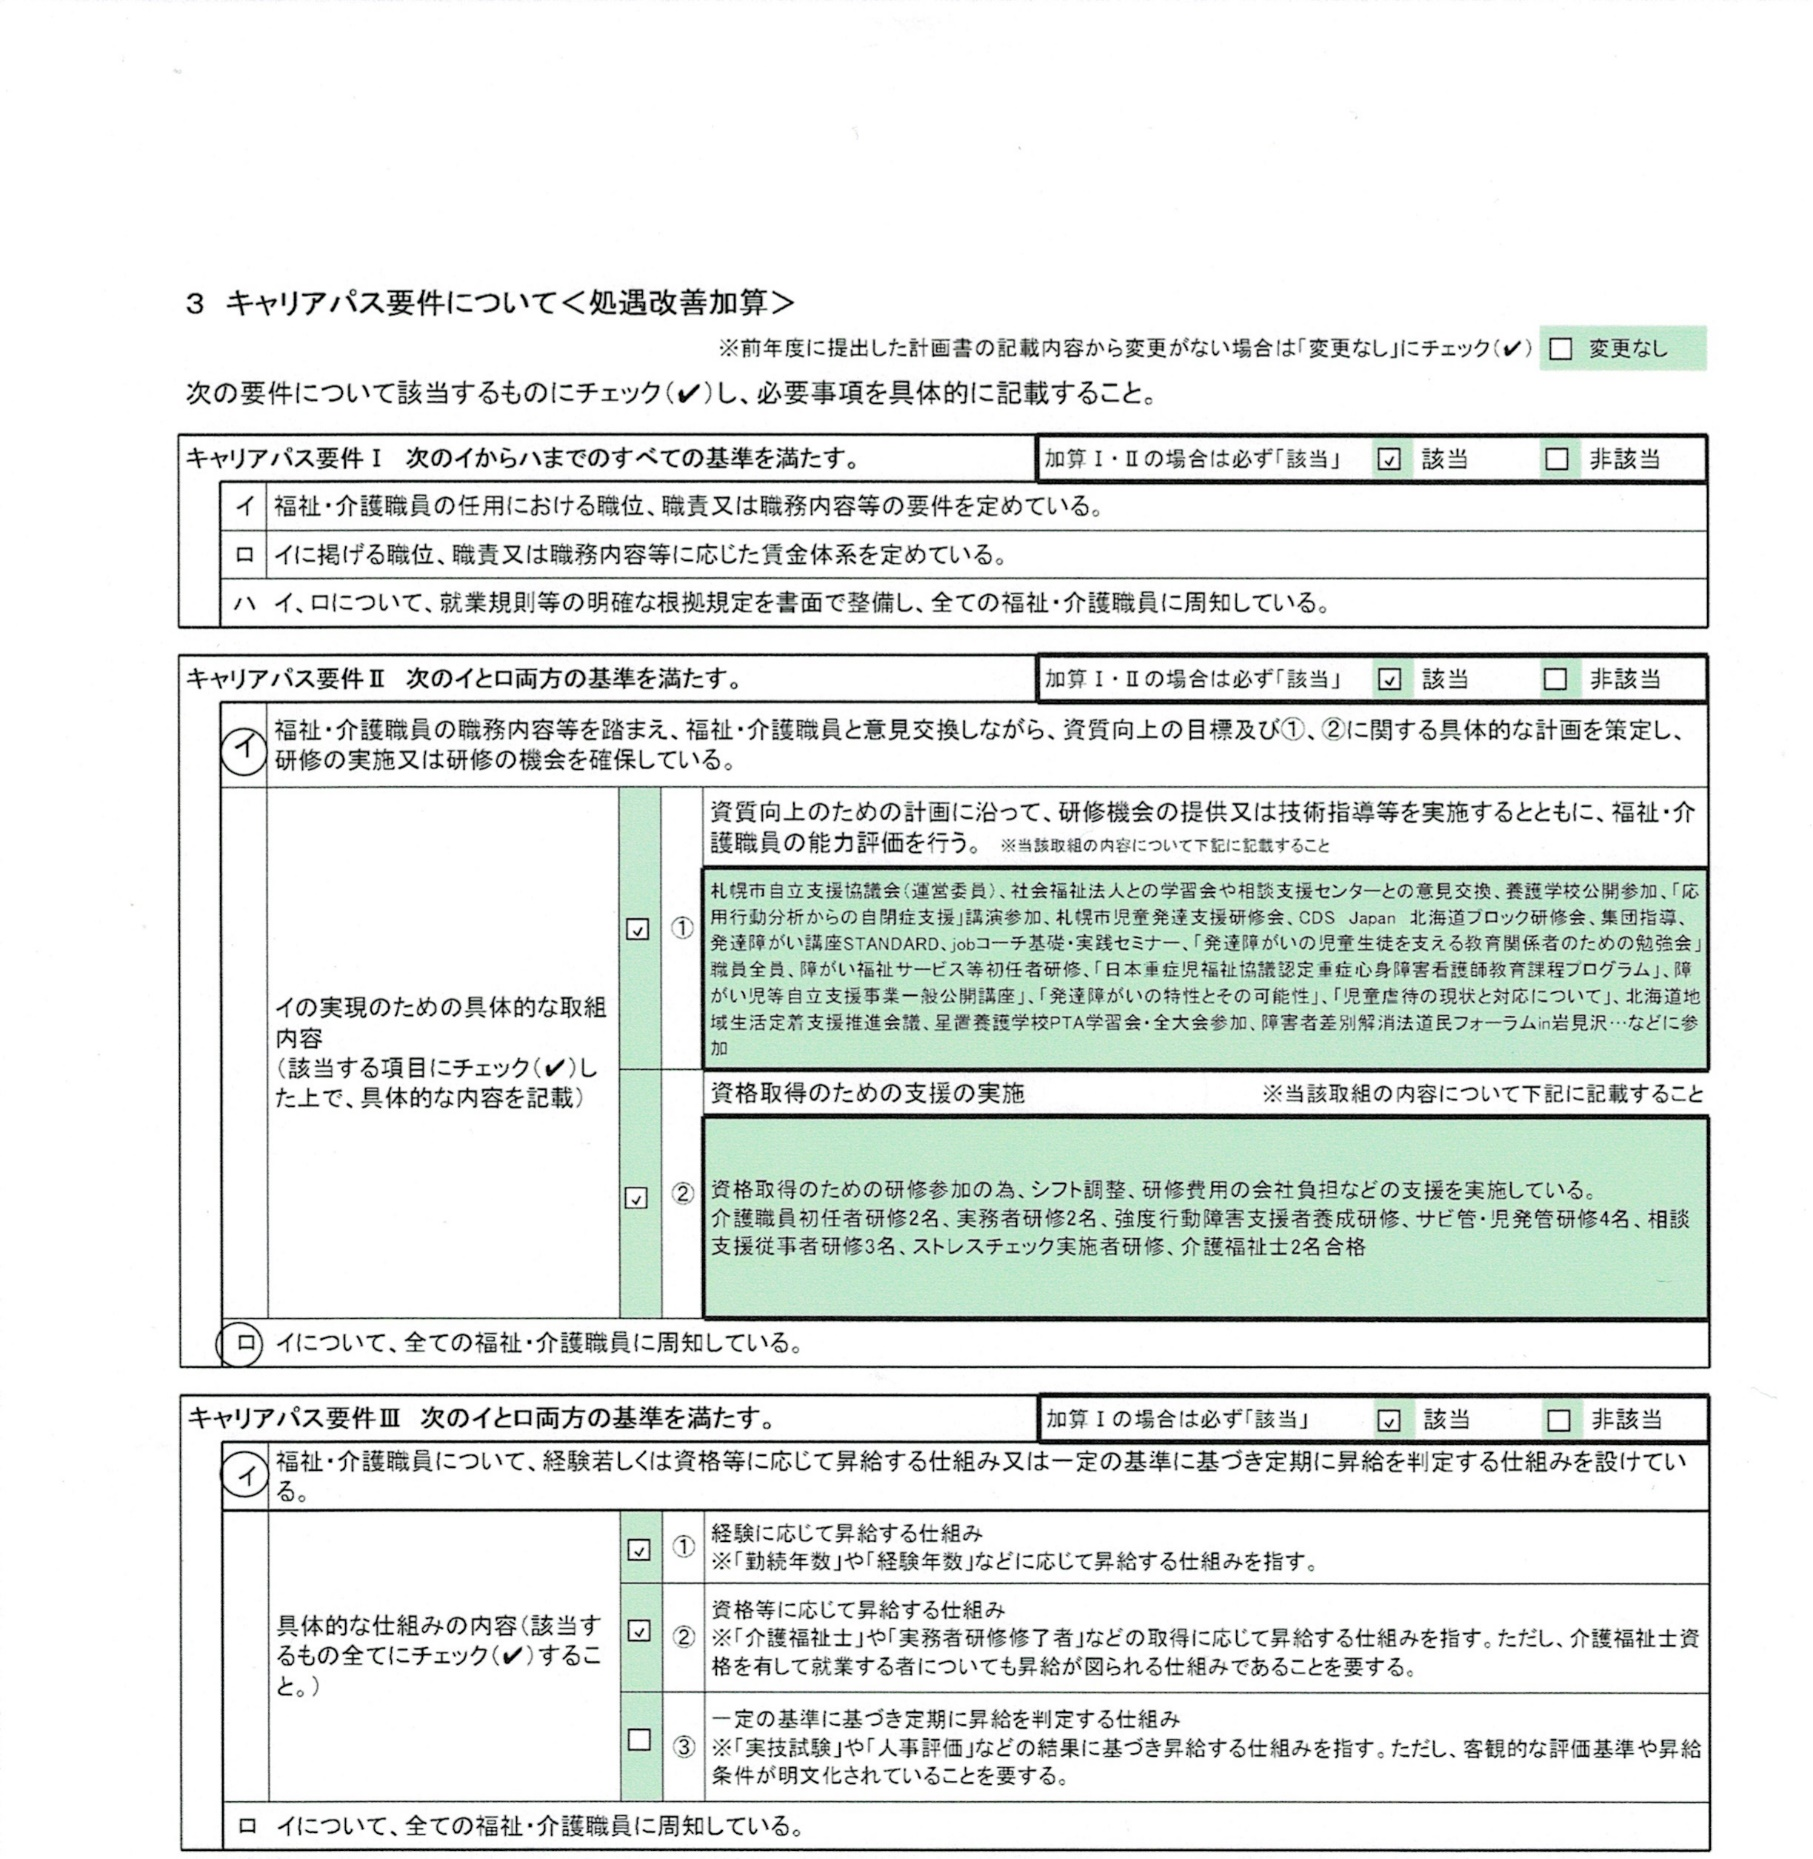 3 キャリアパス要件について＜処遇改善加算＞
※前年度に提出した計画書の記載内容から変更がない場合は「変更なし」にチェック(✔) □ 変更なし
次の要件について該当するものにチェック(✔)し、必要事項を具体的に記載すること。
キャリアパス要件Ⅰ 次のイからハまでのすべての基準を満たす。 加算Ⅰ・Ⅱの場合は必ず「該当」 ☑ 該当 □ 非該当
イ 福祉・介護職員の任用における職位、職責又は職務内容等の要件を定めている。
ロ イに掲げる職位、職責又は職務内容等に応じた賃金体系を定めている。
ハ イ、ロについて、就業規則等の明確な根拠規定を書面で整備し、全ての福祉・介護職員に周知している。
キャリアパス要件Ⅱ 次のイとロ両方の基準を満たす。 加算Ⅰ・Ⅱの場合は必ず「該当」 ☑ 該当 □ 非該当
イ 福祉・介護職員の職務内容等を踏まえ、福祉・介護職員と意見交換しながら、資質向上の目標及び①、②に関する具体的な計画を策定し、
研修の実施又は研修の機会を確保している。
イの実現のための具体的な取組
内容
(該当する項目にチェック(✔)し
た上で、具体的な内容を記載)
☑ ①
資質向上のための計画に沿って、研修機会の提供又は技術指導等を実施するとともに、福祉・介
護職員の能力評価を行う。 ※当該取組の内容について下記に記載すること
札幌市自立支援協議会(運営委員)、社会福祉法人との学習会や相談支援センターとの意見交換、養護学校公開参加、「応
用行動分析からの自閉症支援」講演参加、札幌市児童発達支援研修会、CDS Japan 北海道ブロック研修会、集団指導、
発達障がい講座STANDARD、jobコーチ基礎・実践セミナー、「発達障がいの児童生徒を支える教育関係者のための勉強会」
職員全員、障がい福祉サービス等初任者研修、「日本重症児福祉協議認定重症心身障害看護師教育課程プログラム」、障
がい児等自立支援事業一般公開講座」、「発達障がいの特性とその可能性」、「児童虐待の現状と対応について」、北海道地
域生活定着支援推進会議、星置養護学校PTA学習会・全大会参加、障害者差別解消法道民フォーラムin岩見沢…などに参
加
☑ ②
資格取得のための支援の実施 ※当該取組の内容について下記に記載すること
資格取得のための研修参加の為、シフト調整、研修費用の会社負担などの支援を実施している。
介護職員初任者研修2名、実務者研修2名、強度行動障害支援者養成研修、サビ管・児発管研修4名、相談
支援従事者研修3名、ストレスチェック実施者研修、介護福祉士2名合格
ロ イについて、全ての福祉・介護職員に周知している。
キャリアパス要件Ⅲ 次のイとロ両方の基準を満たす。 加算Ⅰの場合は必ず「該当」 ☑ 該当 □ 非該当
イ 福祉・介護職員について、経験若しくは資格等に応じて昇給する仕組み又は一定の基準に基づき定期に昇給を判定する仕組みを設けてい
る。
具体的な仕組みの内容(該当す
るもの全てにチェック(✔)するこ
と。)
☑ ①
経験に応じて昇給する仕組み
※「勤続年数」や「経験年数」などに応じて昇給する仕組みを指す。
☑ ②
資格等に応じて昇給する仕組み
※「介護福祉士」や「実務者研修修了者」などの取得に応じて昇給する仕組みを指す。ただし、介護福祉士資
格を有して就業する者についても昇給が図られる仕組みであることを要する。
□ ③
一定の基準に基づき定期に昇給を判定する仕組み
※「実技試験」や「人事評価」などの結果に基づき昇給する仕組みを指す。ただし、客観的な評価基準や昇給
条件が明文化されていることを要する。
ロ イについて、全ての福祉・介護職員に周知している。